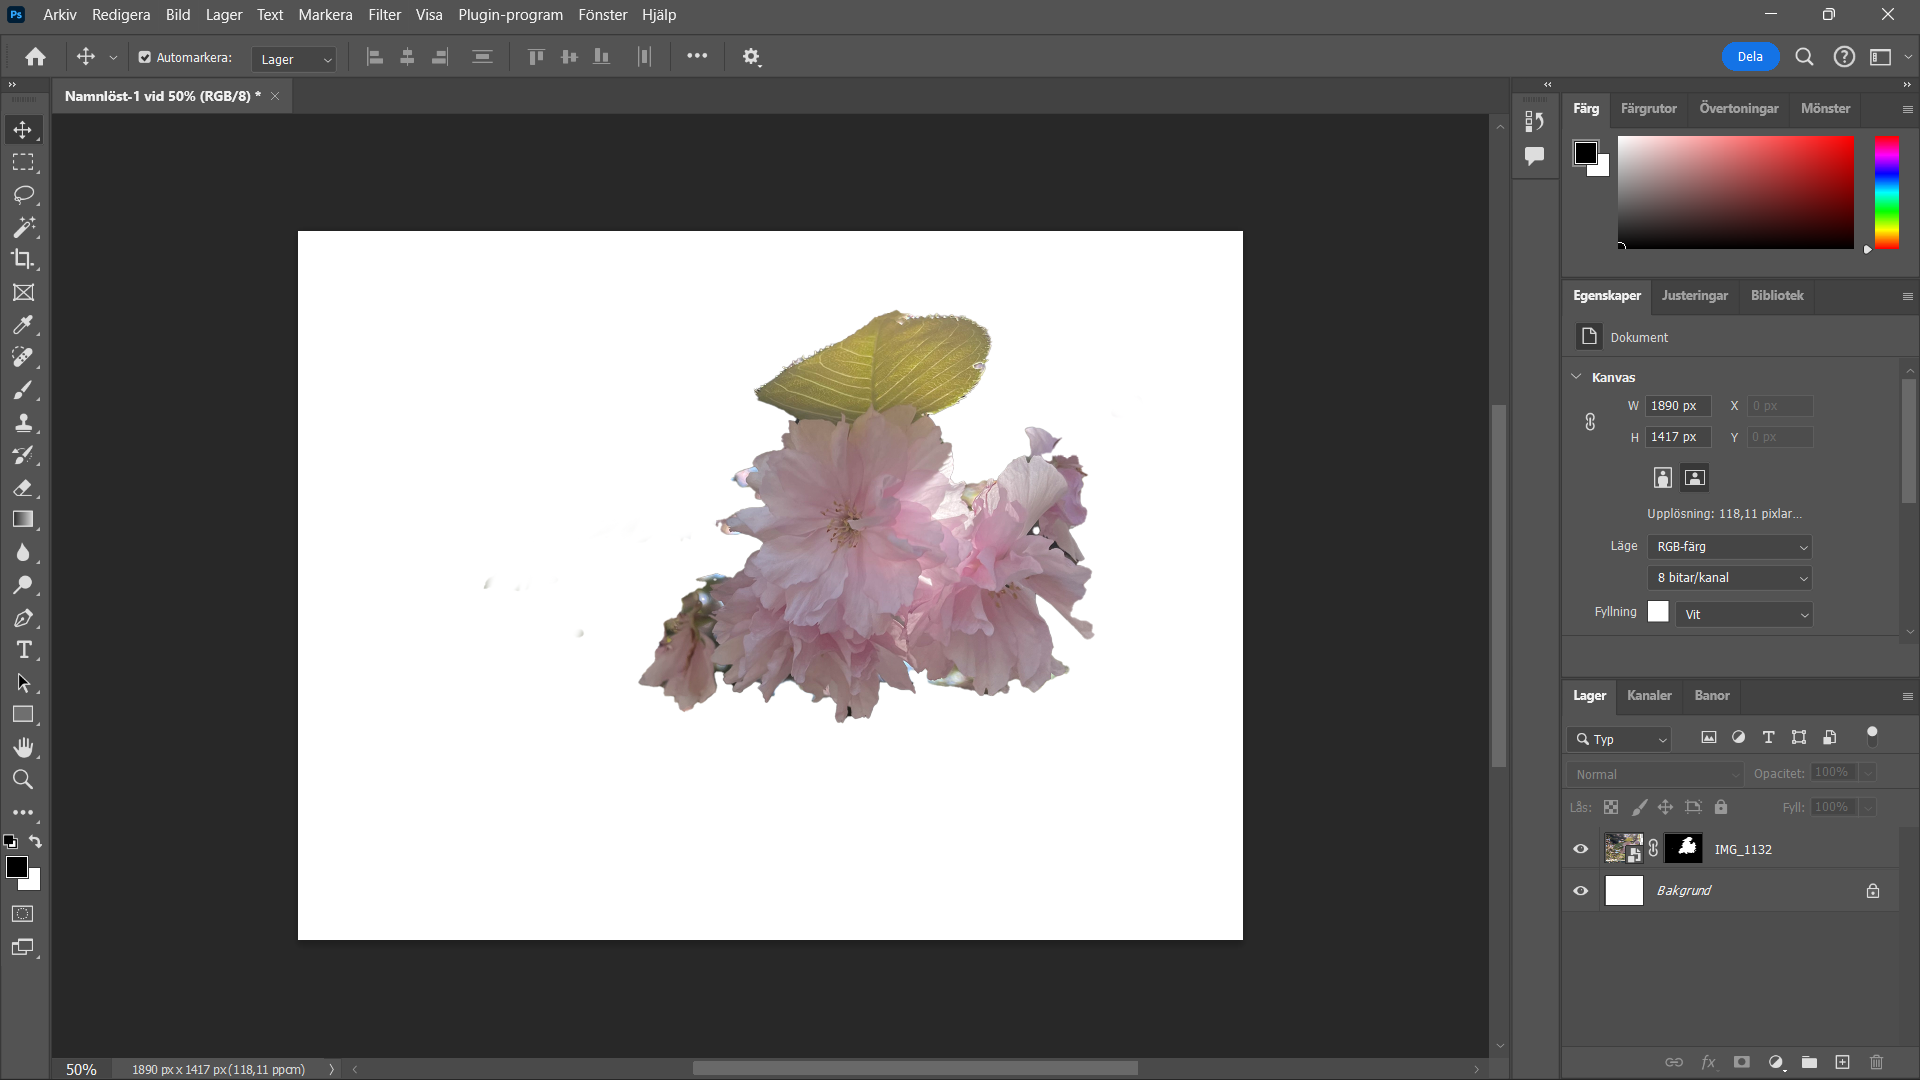 Ps Arkiv Redigera Bild Lager Text Markera Filter Visa Plugin-program Fönster Hjälp
Automarkera: Lager Dela
Namnlöst-1 vid 50% (RGB/8) *
Färg Färgrutor Övertoningar Mönster
Egenskaper Justeringar Bibliotek
Dokument
Kanvas
W 1890 px X 0 px
H 1417 px Y 0 px
Upplösning: 118,11 pixlar...
Läge RGB-färg
8 bitar/kanal
Fyllning Vit
Lager Kanaler Banor
Typ
Normal Opacitet: 100%
Lås: Fyll: 100%
IMG_1132
Bakgrund
fx
50% 1890 px x 1417 px (118,11 ppcm)